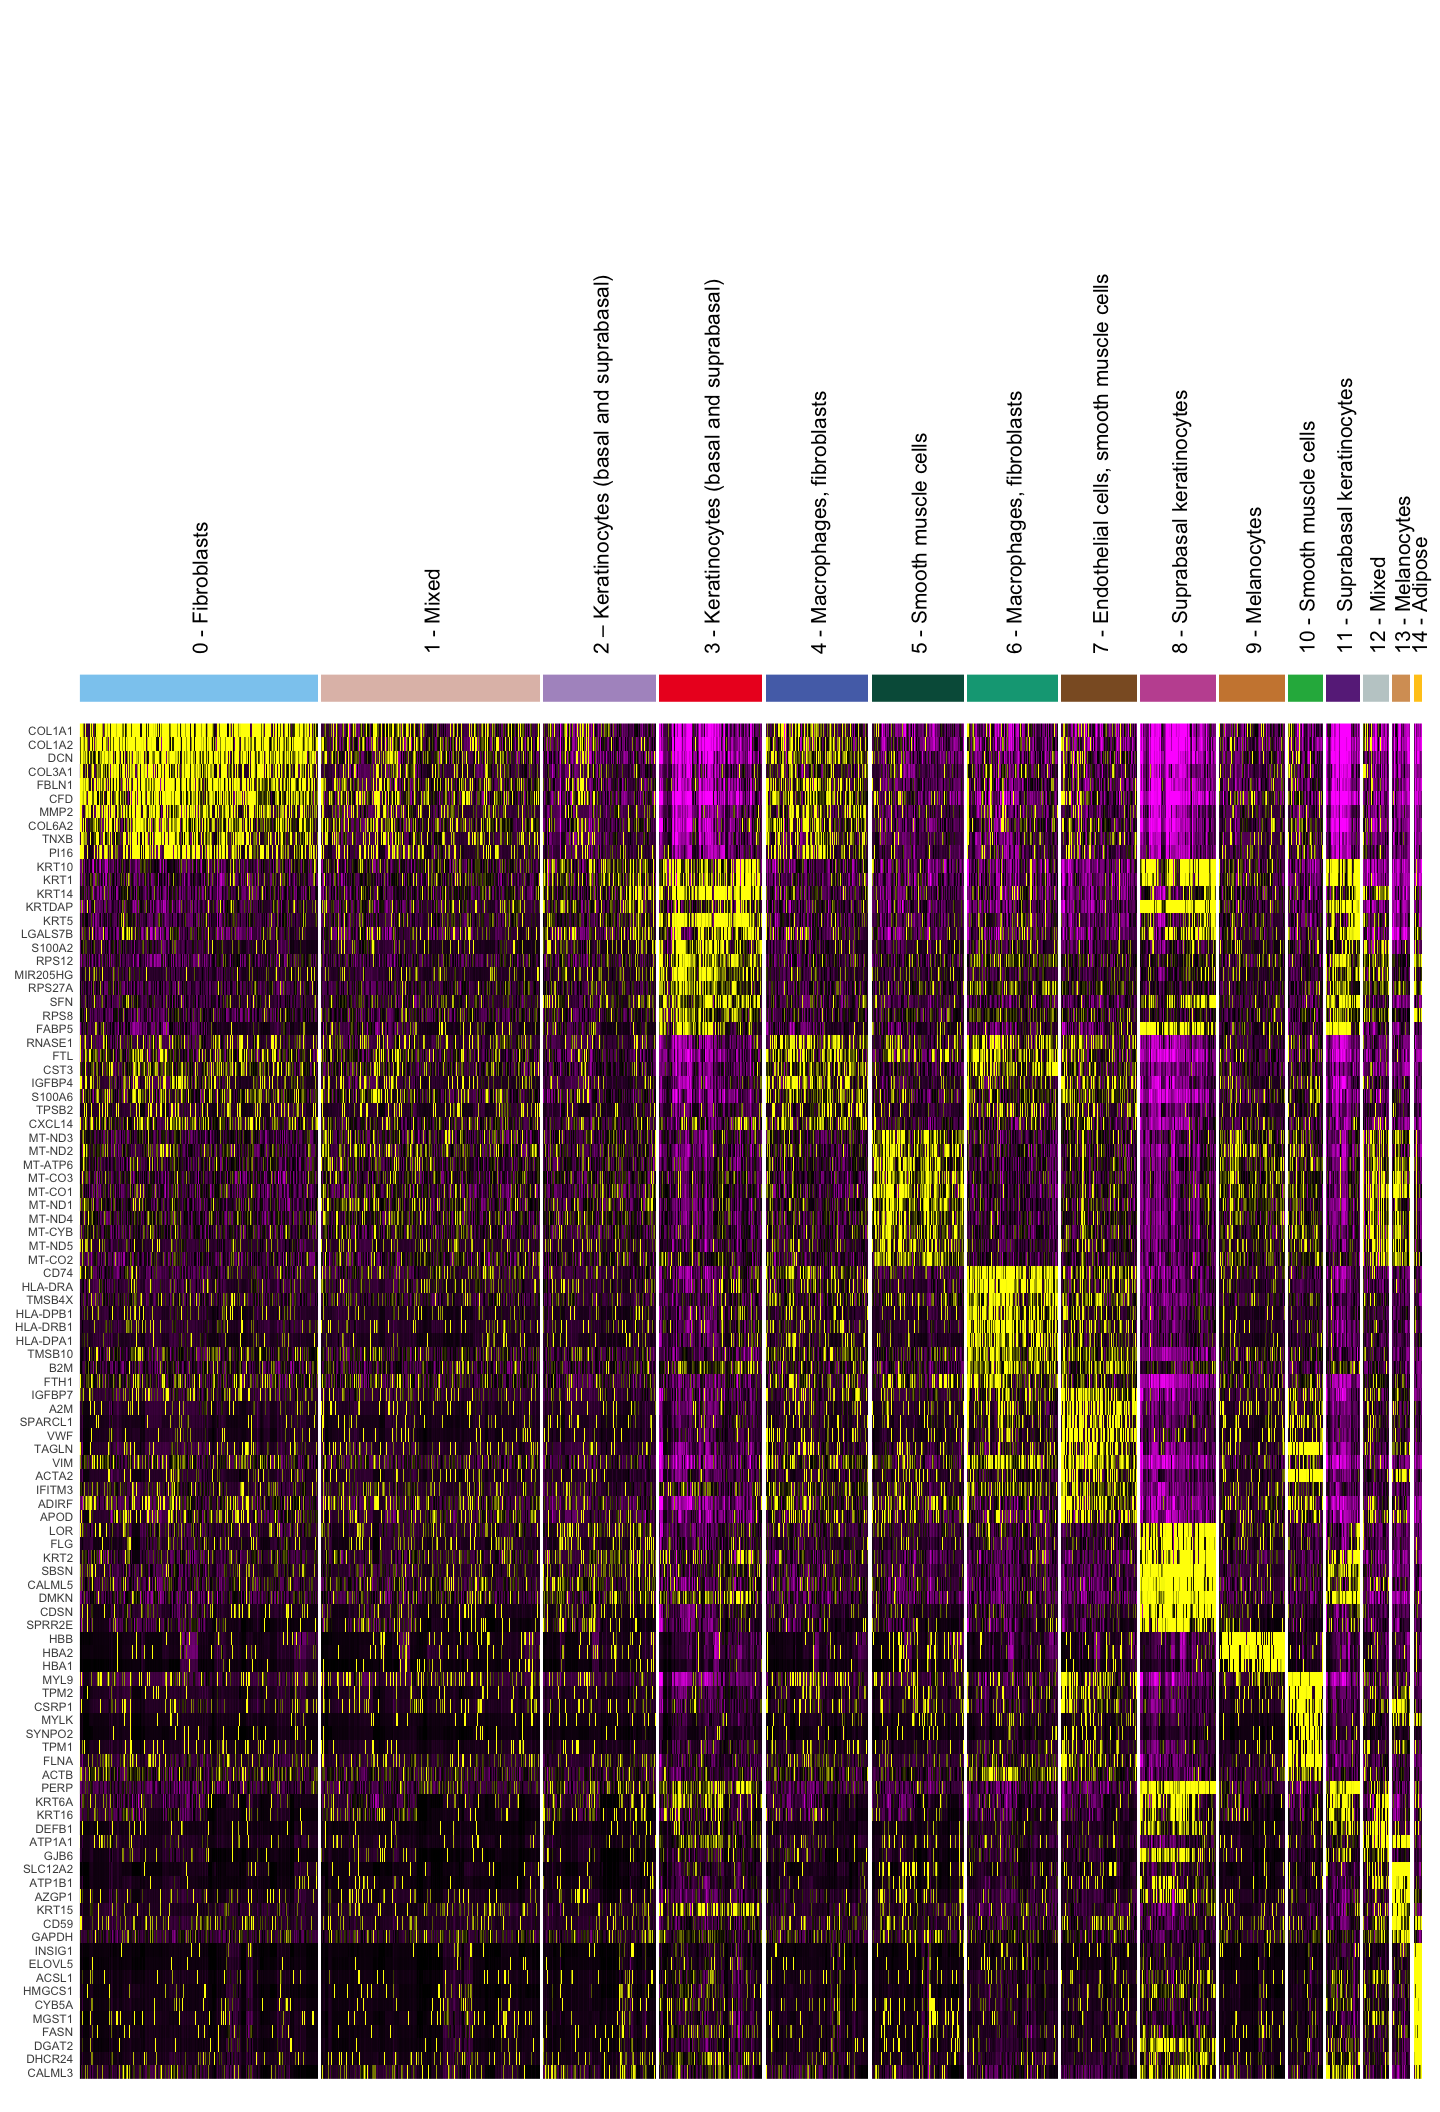 0 - Fibroblasts
1 - Mixed
2 – Keratinocytes (basal and suprabasal)
3 - Keratinocytes (basal and suprabasal)
4 - Macrophages, fibroblasts
5 - Smooth muscle cells
6 - Macrophages, fibroblasts
7 - Endothelial cells, smooth muscle cells
8 - Suprabasal keratinocytes
9 - Melanocytes
10 - Smooth muscle cells
11 - Suprabasal keratinocytes
12 - Mixed
13 - Melanocytes
14 - Adipose
COL1A1
COL1A2
DCN
COL3A1
FBLN1
CFD
MMP2
COL6A2
TNXB
PI16
KRT10
KRT1
KRT14
KRTDAP
KRT5
LGALS7B
S100A2
RPS12
MIR205HG
RPS27A
SFN
RPS8
FABP5
RNASE1
FTL
CST3
IGFBP4
S100A6
TPSB2
CXCL14
MT-ND3
MT-ND2
MT-ATP6
MT-CO3
MT-CO1
MT-ND1
MT-ND4
MT-CYB
MT-ND5
MT-CO2
CD74
HLA-DRA
TMSB4X
HLA-DPB1
HLA-DRB1
HLA-DPA1
TMSB10
B2M
FTH1
IGFBP7
A2M
SPARCL1
VWF
TAGLN
VIM
ACTA2
IFITM3
ADIRF
APOD
LOR
FLG
KRT2
SBSN
CALML5
DMKN
CDSN
SPRR2E
HBB
HBA2
HBA1
MYL9
TPM2
CSRP1
MYLK
SYNPO2
TPM1
FLNA
ACTB
PERP
KRT6A
KRT16
DEFB1
ATP1A1
GJB6
SLC12A2
ATP1B1
AZGP1
KRT15
CD59
GAPDH
INSIG1
ELOVL5
ACSL1
HMGCS1
CYB5A
MGST1
FASN
DGAT2
DHCR24
CALML3